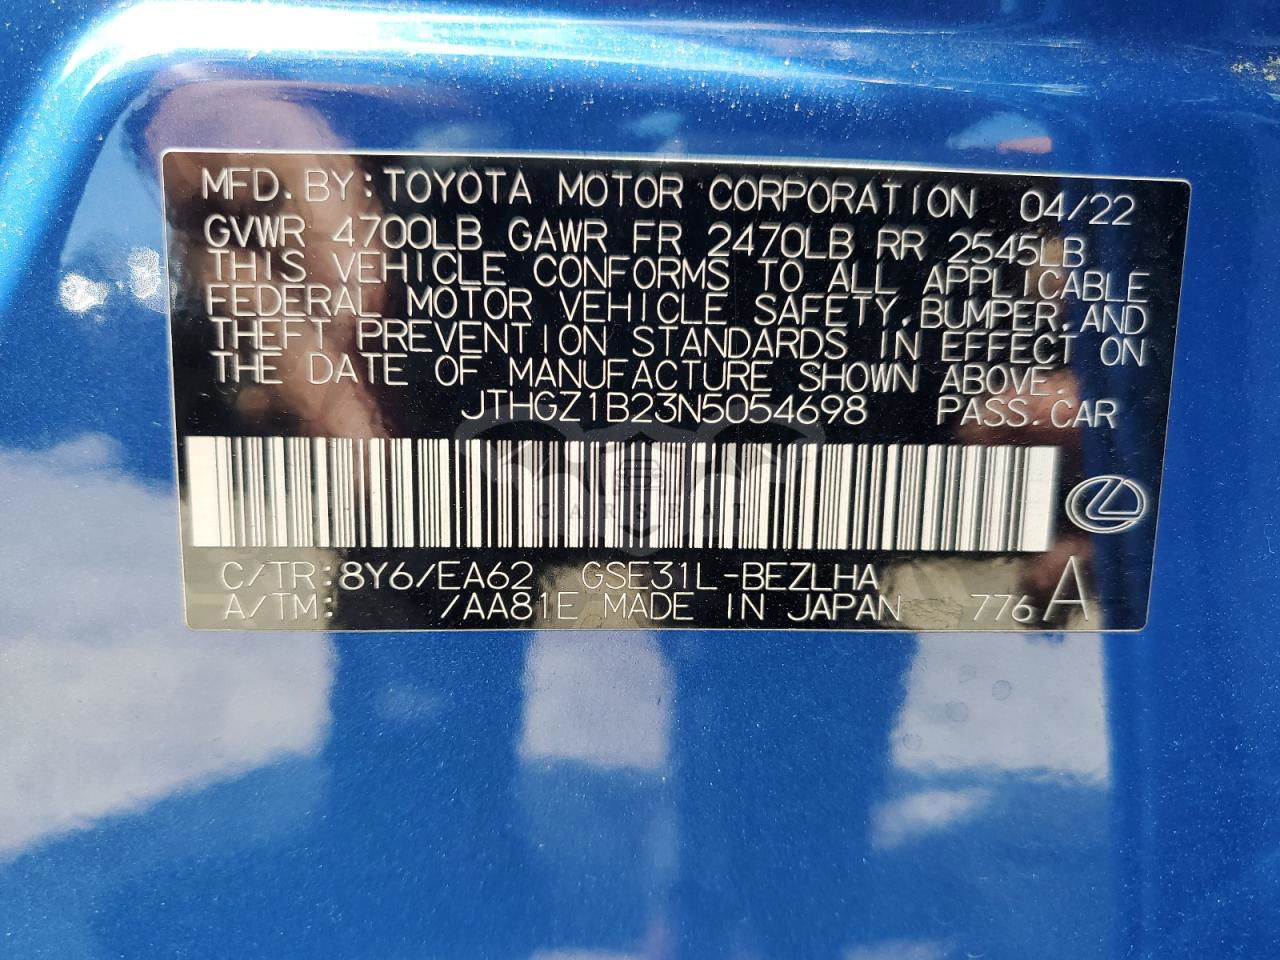 MFD. BY: TOYOTA MOTOR CORPORATION 04/22
GVWR 4700LB GAWR FR 2470LB RR 2545LB
THIS VEHICLE CONFORMS TO ALL APPLICABLE
FEDERAL MOTOR VEHICLE SAFETY, BUMPER, AND
THEFT PREVENTION STANDARDS IN EFFECT ON
THE DATE OF MANUFACTURE SHOWN ABOVE.
JTHGZ1B23N5054698 PASS. CAR
CARSBAT
C/TR: 8Y6/EA62 GSE31L-BEZLHA
A/TM: /AA81E MADE IN JAPAN 776 A